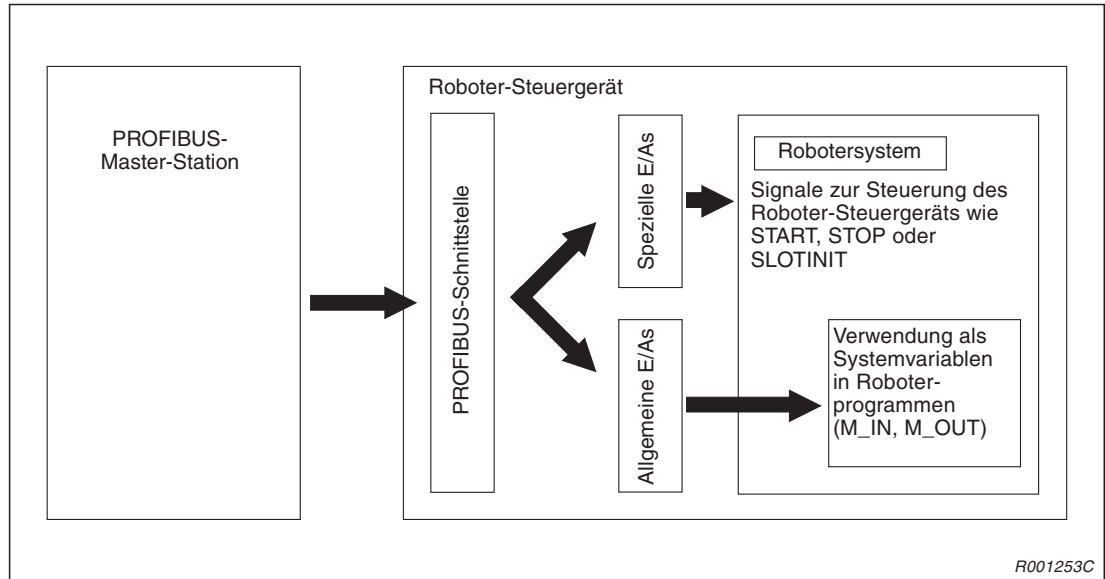 Roboter-Steuergerät
PROFIBUS-
Master-Station
PROFIBUS-Schnittstelle
Spezielle E/As
Robotersystem
Signale zur Steuerung des
Roboter-Steuergeräts wie
START, STOP oder
SLOTINIT
Allgemeine E/As
Verwendung als
Systemvariablen
in Roboter-
programmen
(M_IN, M_OUT)
R001253C